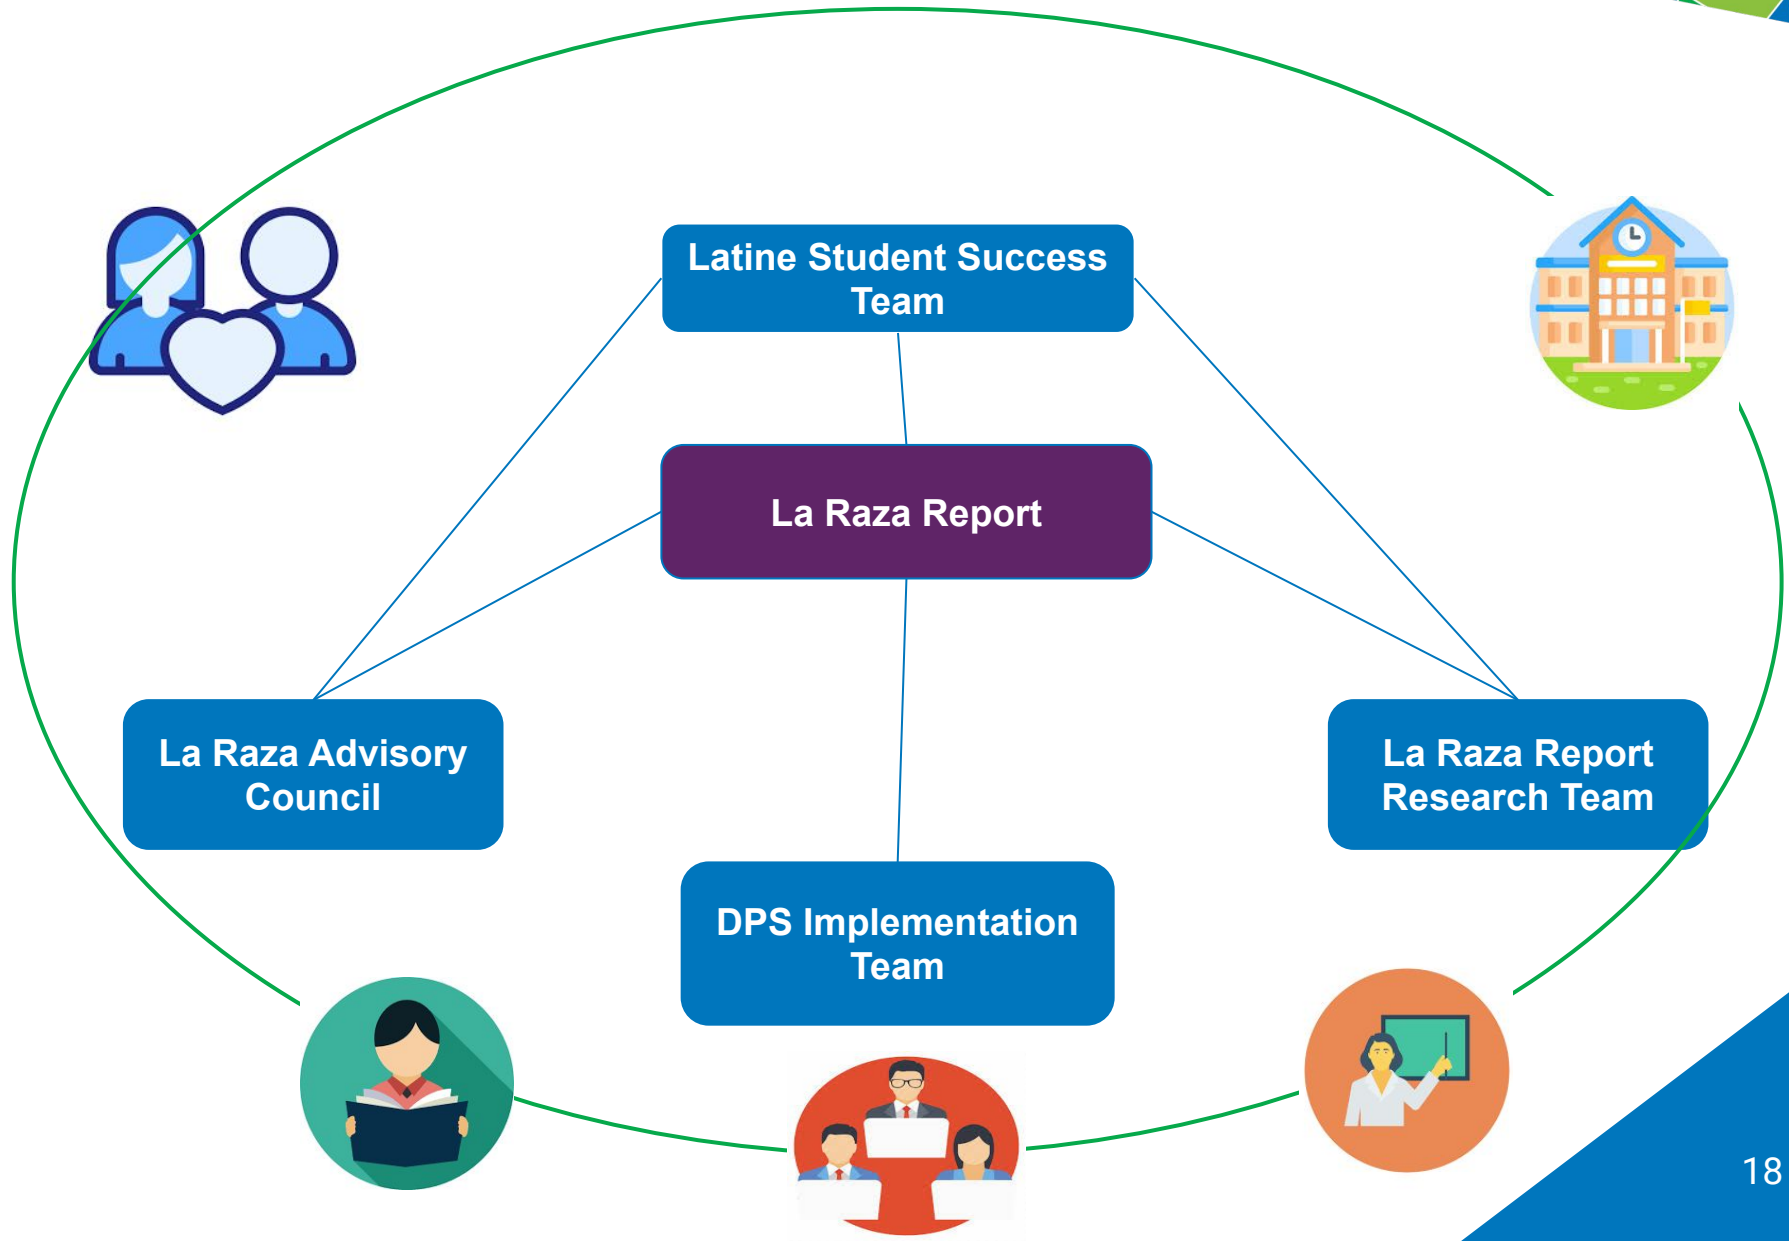 Latine Student Success
Team
La Raza Report
La Raza Advisory
Council
La Raza Report
Research Team
DPS Implementation
Team
18